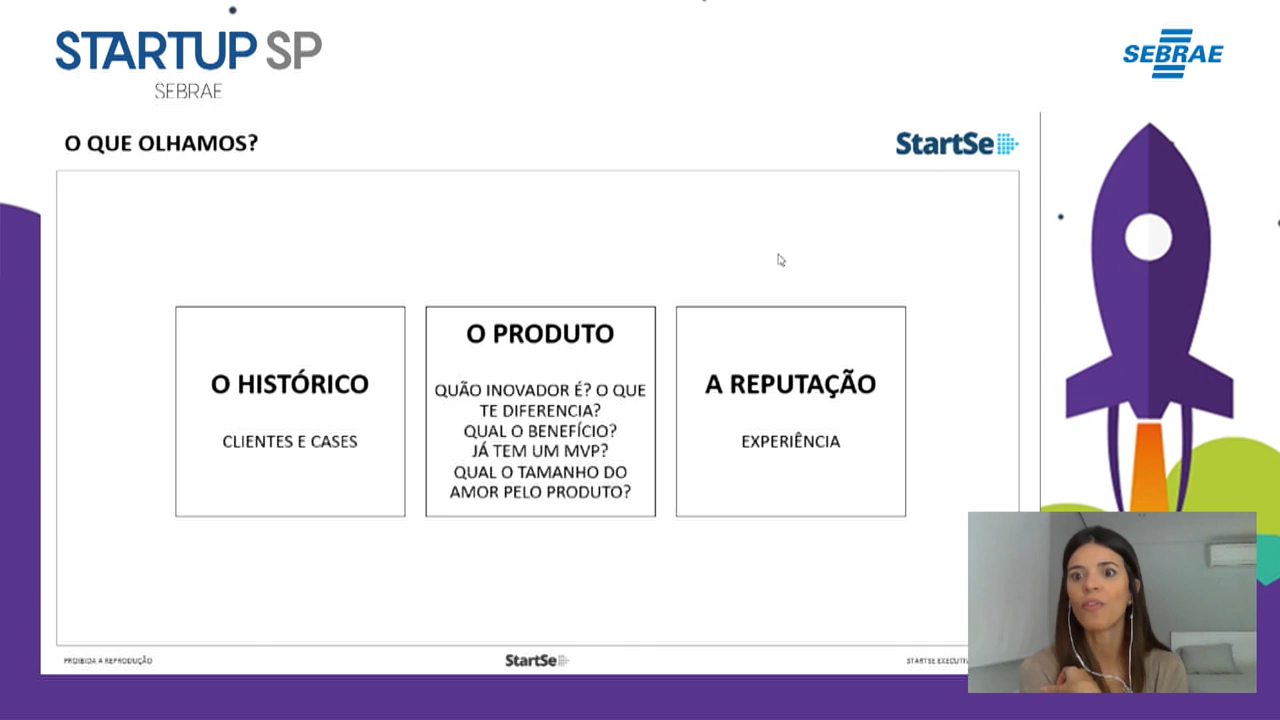 STARTUP SP
SEBRAE
SEBRAE
O QUE OLHAMOS?
StartSe
O HISTÓRICO
CLIENTES E CASES
O PRODUTO
QUÃO INOVADOR É? O QUE
TE DIFERENCIA?
QUAL O BENEFÍCIO?
JÁ TEM UM MVP?
QUAL O TAMANHO DO
AMOR PELO PRODUTO?
A REPUTAÇÃO
EXPERIÊNCIA
PROIBIDA A REPRODUÇÃO
StartSe
STARTSE